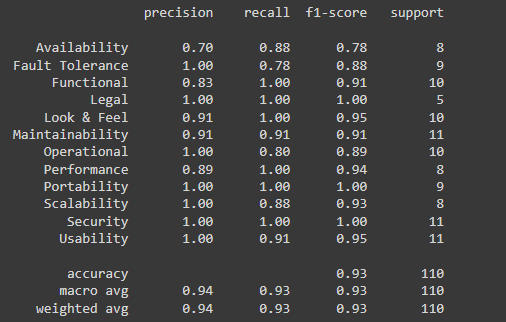 precision recall f1-score support
Availability 0.70 0.88 0.78 8
Fault Tolerance 1.00 0.78 0.88 9
Functional 0.83 1.00 0.91 10
Legal 1.00 1.00 1.00 5
Look & Feel 0.91 1.00 0.95 10
Maintainability 0.91 0.91 0.91 11
Operational 1.00 0.80 0.89 10
Performance 0.89 1.00 0.94 8
Portability 1.00 1.00 1.00 9
Scalability 1.00 0.88 0.93 8
Security 1.00 1.00 1.00 11
Usability 1.00 0.91 0.95 11
accuracy 0.93 110
macro avg 0.94 0.93 0.93 110
weighted avg 0.94 0.93 0.93 110